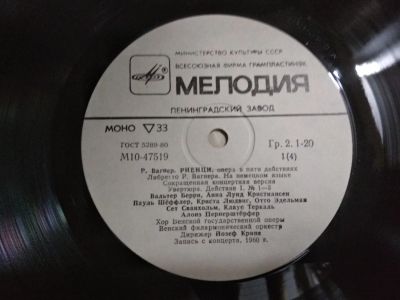 МИНИСТЕРСТВО КУЛЬТУРЫ СССР
ВСЕСОЮЗНАЯ ФИРМА ГРАМПЛАСТИНОК
МЕЛОДИЯ
ЛЕНИНГРАДСКИЙ ЗАВОД
МОНО ▽33
ГОСТ 5289-80 Гр. 2. 1-20
М10-47519 1(4)
Р. Вагнер. РИЕНЦИ, опера в пяти действиях
Либретто Р. Вагнера. На немецком языке
Сокращенная концертная версия
Увертюра. Действие I, № 1—3
Вальтер Берри, Анна Лунд Кристиансен
Пауль Шёффлер, Криста Людвиг, Отто Эдельман
Сет Сванхольм, Клаус Теркаль
Алоиз Пернерштёрфер
Хор Венской государственной оперы
Венский филармонический оркестр
Дирижер Йозеф Крипс
Запись с концерта, 1960 г.